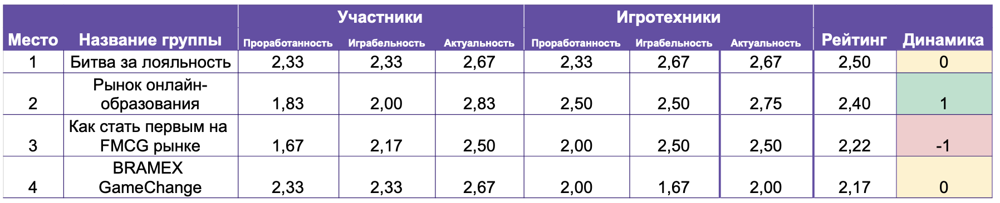 Участники Игротехники
Место Название группы Проработанность Играбельность Актуальность Проработанность Играбельность Актуальность Рейтинг Динамика
1 Битва за лояльность 2,33 2,33 2,67 2,33 2,67 2,67 2,50 0
Рынок онлайн-
2 образования 1,83 2,00 2,83 2,50 2,50 2,75 2,40 1
Как стать первым на
3 FMCG рынке 1,67 2,17 2,50 2,00 2,50 2,50 2,22 -1
BRAMEX
4 GameChange 2,33 2,33 2,67 2,00 1,67 2,00 2,17 0